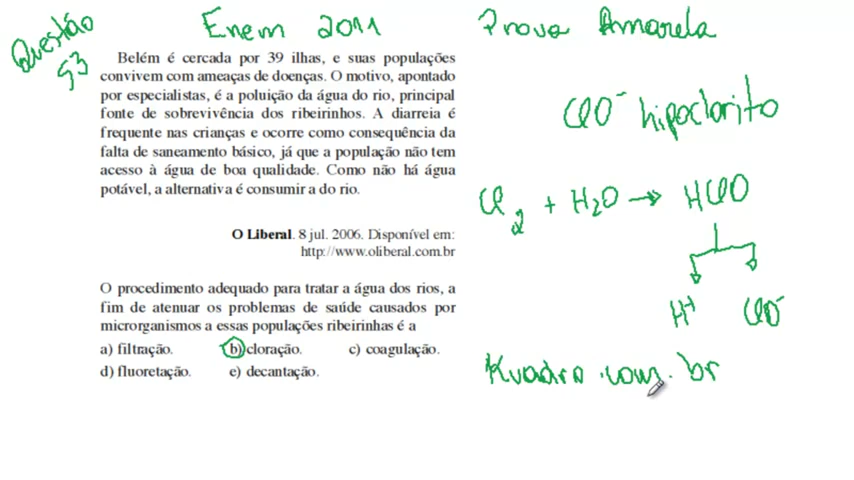 Questão 53
Enem 2011
Prova Amarela
Belém é cercada por 39 ilhas, e suas populações
convivem com ameaças de doenças. O motivo, apontado
por especialistas, é a poluição da água do rio, principal
fonte de sobrevivência dos ribeirinhos. A diarreia é
frequente nas crianças e ocorre como consequência da
falta de saneamento básico, já que a população não tem
acesso à água de boa qualidade. Como não há água
potável, a alternativa é consumir a do rio.
O Liberal. 8 jul. 2006. Disponível em:
http://www.oliberal.com.br
O procedimento adequado para tratar a água dos rios, a
fim de atenuar os problemas de saúde causados por
microrganismos a essas populações ribeirinhas é a
a) filtração. b) cloração. c) coagulação.
d) fluoretação. e) decantação.
ClO⁻ hipoclorito
Cl₂ + H₂O → HClO
H⁺ ClO⁻
Kuadro.com.br